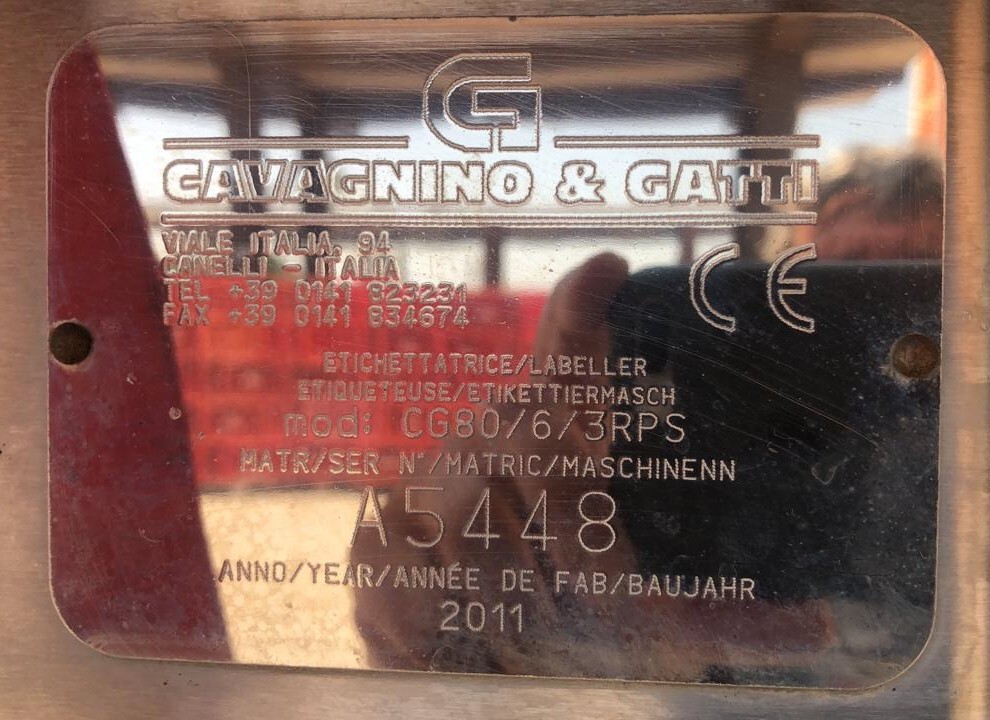 CG
CAVAGNINO & GATTI
VIALE ITALIA, 94
CANELLI - ITALIA
TEL +39 0141 823231
FAX +39 0141 834674
CE
ETICHETTATRICE/LABELLER
ETIQUETEUSE/ETIKETTIERMASCH
mod: CG80/6/3RPS
MATR/SER N°/MATRIC/MASCHINENN
A5448
ANNO/YEAR/ANNÉE DE FAB/BAUJAHR
2011